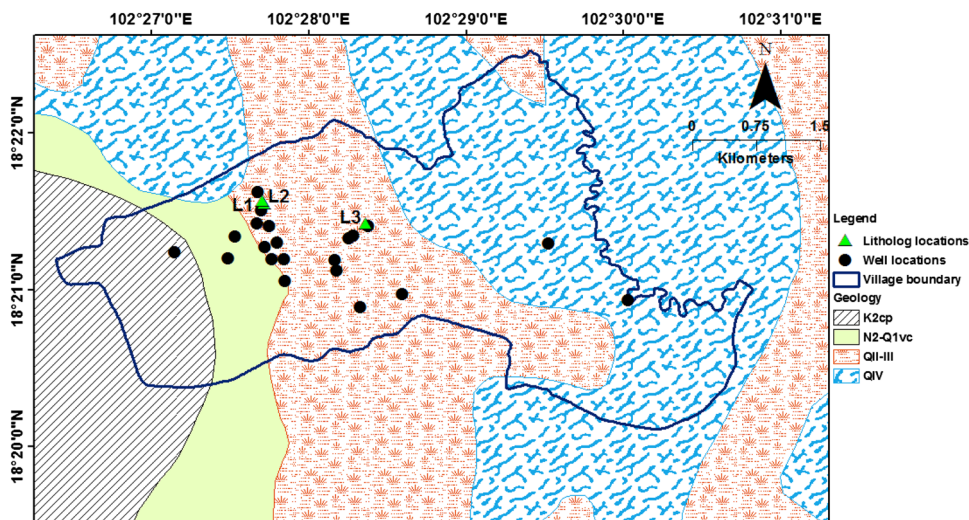 102°27'0"E 102°28'0"E 102°29'0"E 102°30'0"E 102°31'0"E
N
18°22'0"N
0 0.75 1.5
Kilometers
L1 L2
L3
18°21'0"N
18°20'0"N
Legend
Litholog locations
Well locations
Village boundary
Geology
K2cp
N2-Q1vc
QII-III
QIV